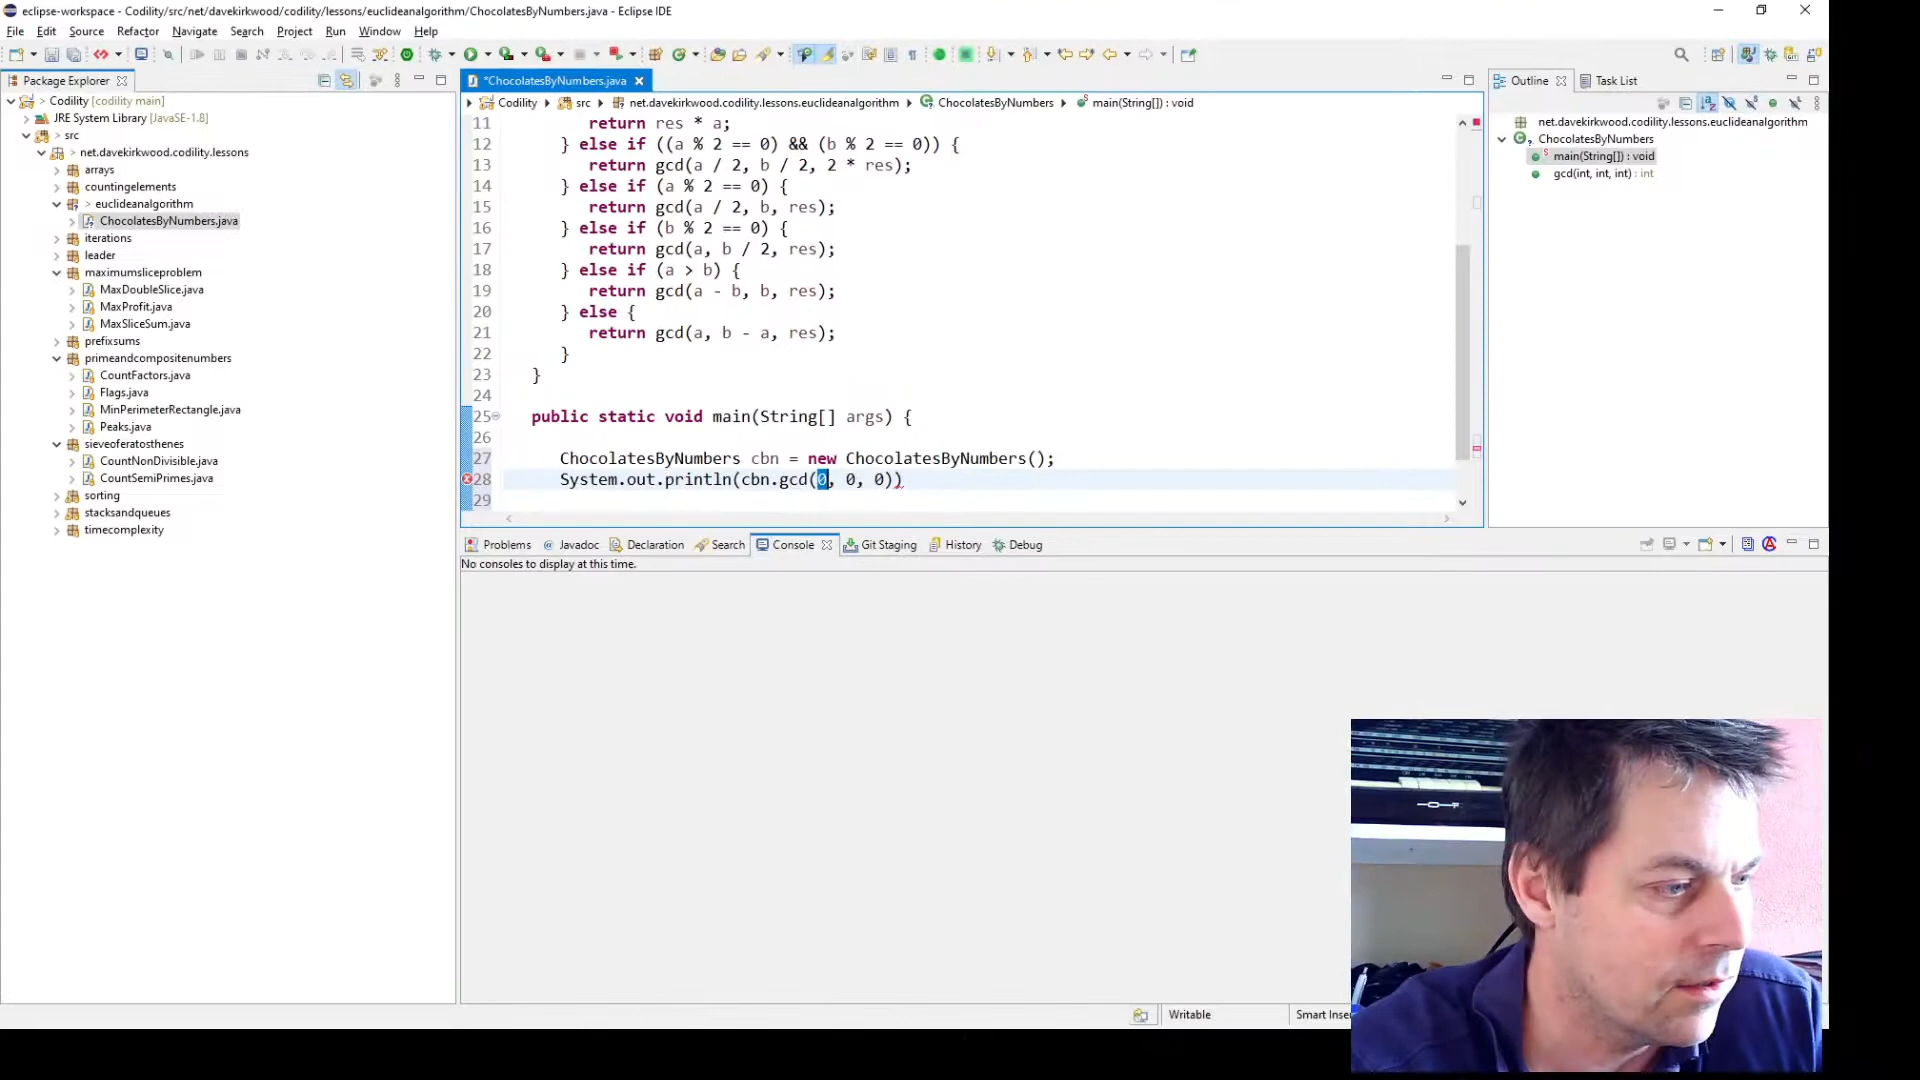 eclipse-workspace - Codility/src/net/davekirkwood/codility/lessons/euclideanalgorithm/ChocolatesByNumbers.java - Eclipse IDE
File Edit Source Refactor Navigate Search Project Run Window Help
Package Explorer
*ChocolatesByNumbers.java
Outline
Task List
> Codility [codility main]
JRE System Library [JavaSE-1.8]
> src
> net.davekirkwood.codility.lessons
arrays
countingelements
> euclideanalgorithm
ChocolatesByNumbers.java
iterations
leader
maximumsliceproblem
MaxDoubleSlice.java
MaxProfit.java
MaxSliceSum.java
prefixsums
primeandcompositenumbers
CountFactors.java
Flags.java
MinPerimeterRectangle.java
Peaks.java
sieveoferatosthenes
CountNonDivisible.java
CountSemiPrimes.java
sorting
stacksandqueues
timecomplexity
Codility src net.davekirkwood.codility.lessons.euclideanalgorithm ChocolatesByNumbers main(String[]) : void
11 return res * a;
12 } else if ((a % 2 == 0) && (b % 2 == 0)) {
13 return gcd(a / 2, b / 2, 2 * res);
14 } else if (a % 2 == 0) {
15 return gcd(a / 2, b, res);
16 } else if (b % 2 == 0) {
17 return gcd(a, b / 2, res);
18 } else if (a > b) {
19 return gcd(a - b, b, res);
20 } else {
21 return gcd(a, b - a, res);
22 }
23 }
24
25 public static void main(String[] args) {
26
27 ChocolatesByNumbers cbn = new ChocolatesByNumbers();
28 System.out.println(cbn.gcd(0, 0, 0))
29
net.davekirkwood.codility.lessons.euclideanalgorithm
ChocolatesByNumbers
main(String[]) : void
gcd(int, int, int) : int
Problems Javadoc Declaration Search Console Git Staging History Debug
No consoles to display at this time.
Writable
Smart Inser